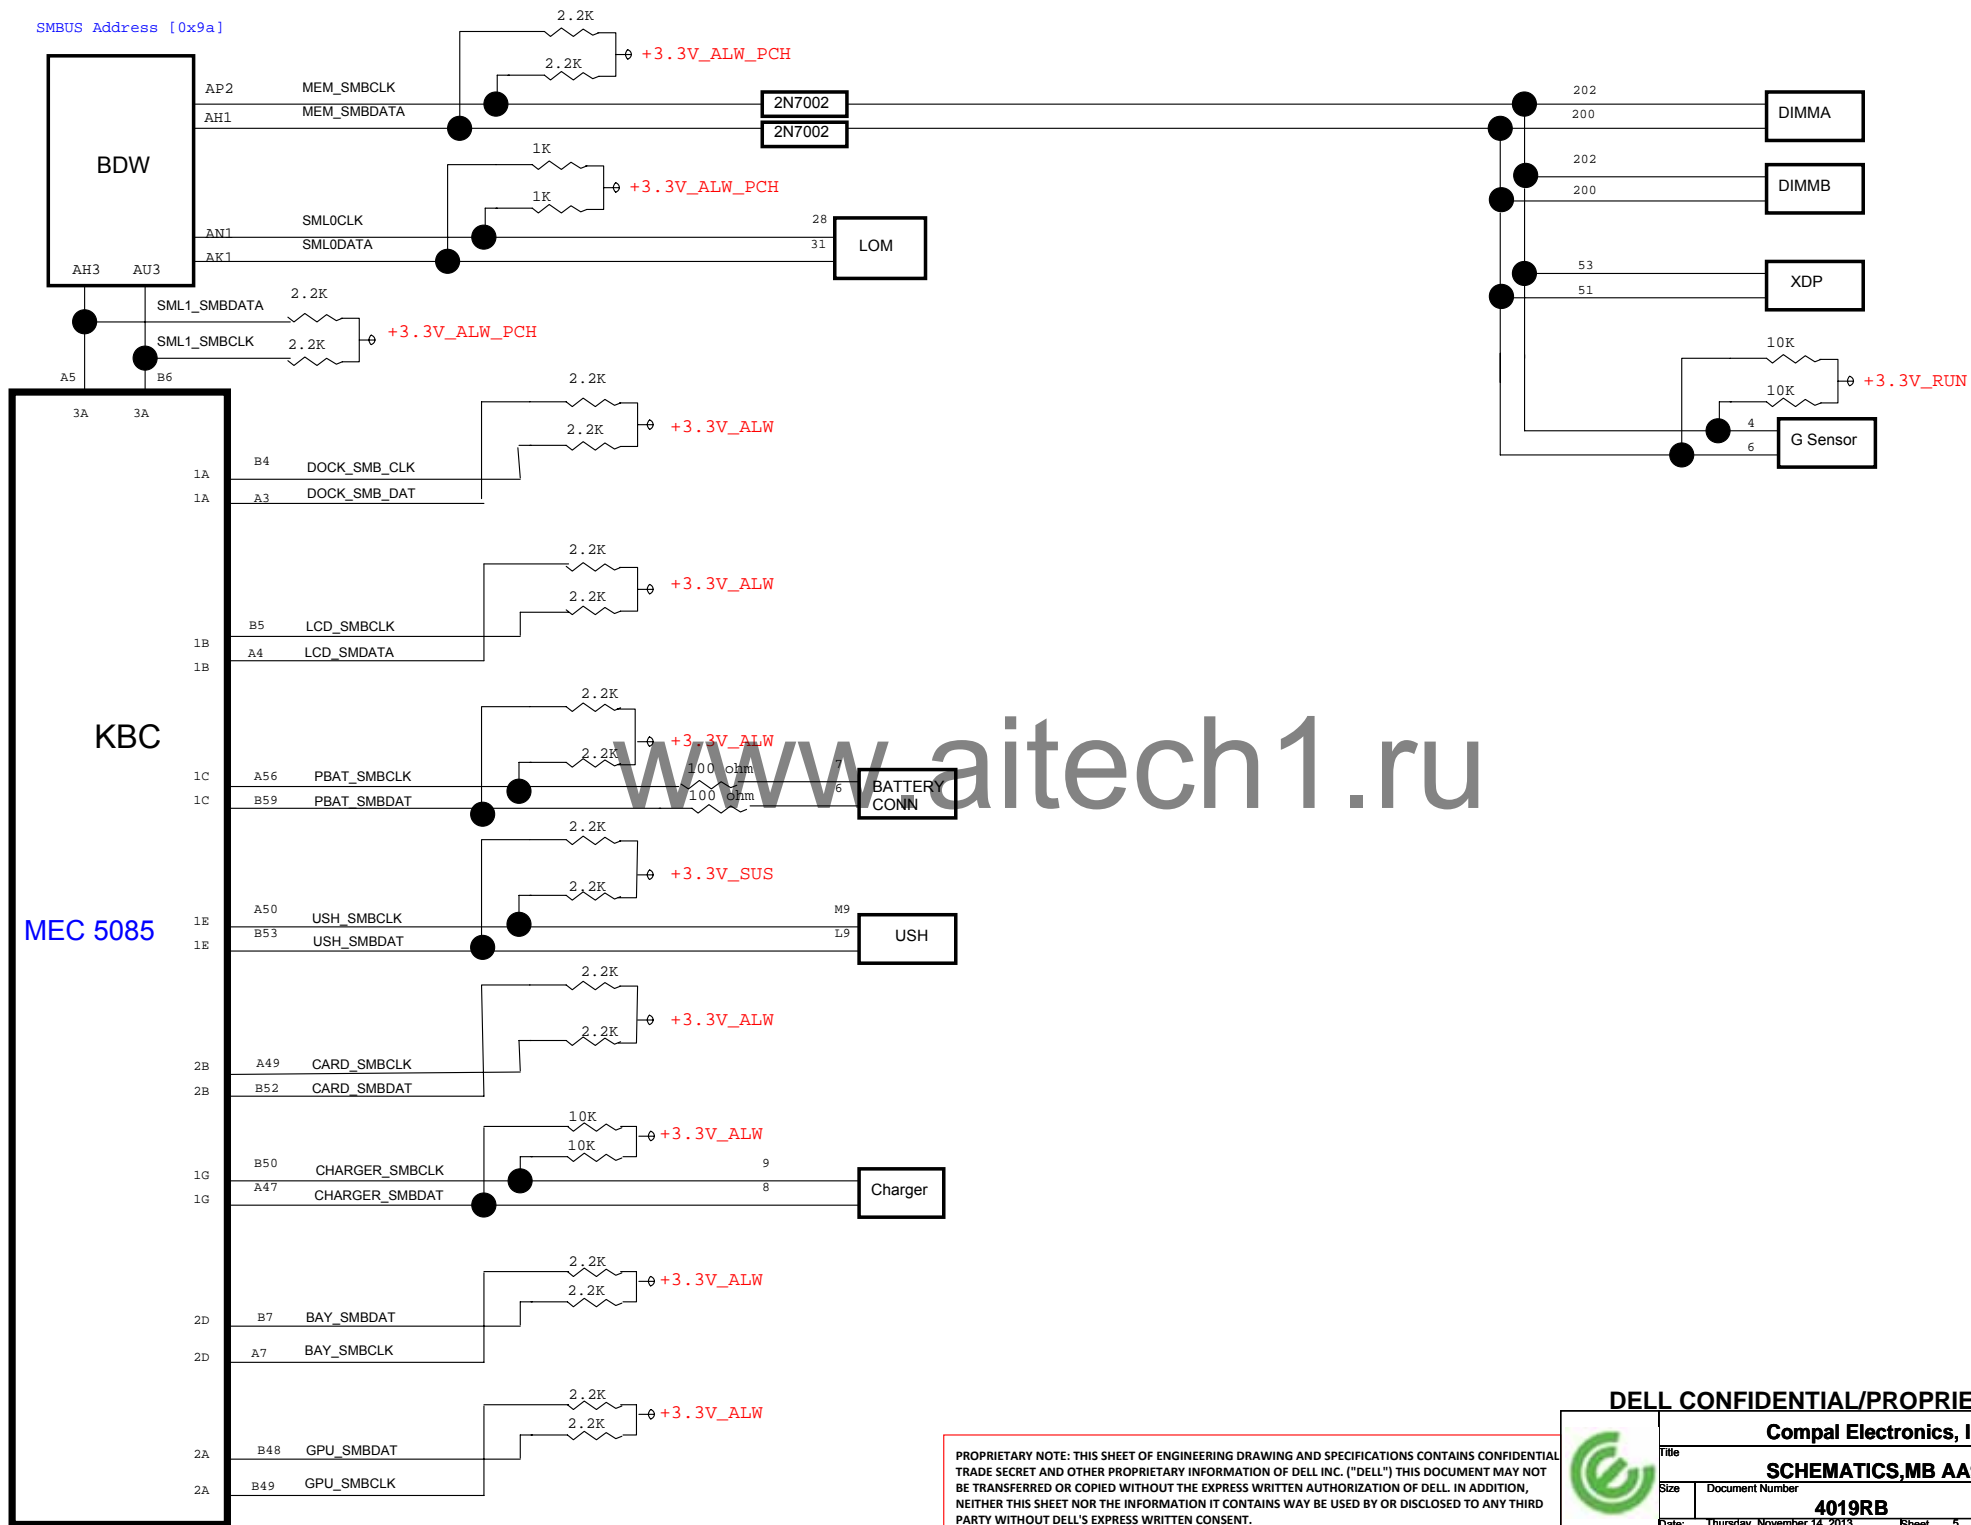 SMBUS Address [0x9a]
BDW
AP2
MEM_SMBCLK
AH1
MEM_SMBDATA
2.2K
2.2K
+3.3V_ALW_PCH
2N7002
2N7002
1K
1K
+3.3V_ALW_PCH
AN1
SML0CLK
AK1
SML0DATA
28
31
LOM
AH3
AU3
SML1_SMBDATA
2.2K
SML1_SMBCLK
2.2K
+3.3V_ALW_PCH
A5
B6
202
200
DIMMA
202
200
DIMMB
53
51
XDP
10K
10K
+3.3V_RUN
4
6
G Sensor
3A
3A
KBC
MEC 5085
2.2K
2.2K
+3.3V_ALW
1A
B4
DOCK_SMB_CLK
1A
A3
DOCK_SMB_DAT
2.2K
2.2K
+3.3V_ALW
1B
B5
LCD_SMBCLK
1B
A4
LCD_SMDATA
2.2K
2.2K
+3.3V_ALW
1C
A56
PBAT_SMBCLK
1C
B59
PBAT_SMBDAT
100 ohm
100 ohm
7
6
BATTERY
CONN
www.aitech1.ru
2.2K
2.2K
+3.3V_SUS
1E
A50
USH_SMBCLK
1E
B53
USH_SMBDAT
M9
L9
USH
2.2K
2.2K
+3.3V_ALW
2B
A49
CARD_SMBCLK
2B
B52
CARD_SMBDAT
10K
10K
+3.3V_ALW
1G
B50
CHARGER_SMBCLK
1G
A47
CHARGER_SMBDAT
9
8
Charger
2.2K
2.2K
+3.3V_ALW
2D
B7
BAY_SMBDAT
2D
A7
BAY_SMBCLK
2.2K
2.2K
+3.3V_ALW
2A
B48
GPU_SMBDAT
2A
B49
GPU_SMBCLK
PROPRIETARY NOTE: THIS SHEET OF ENGINEERING DRAWING AND SPECIFICATIONS CONTAINS CONFIDENTIAL
TRADE SECRET AND OTHER PROPRIETARY INFORMATION OF DELL INC. ("DELL") THIS DOCUMENT MAY NOT
BE TRANSFERRED OR COPIED WITHOUT THE EXPRESS WRITTEN AUTHORIZATION OF DELL. IN ADDITION,
NEITHER THIS SHEET NOR THE INFORMATION IT CONTAINS WAY BE USED BY OR DISCLOSED TO ANY THIRD
PARTY WITHOUT DELL'S EXPRESS WRITTEN CONSENT.
DELL CONFIDENTIAL/PROPRIE
Compal Electronics, I
Title
SCHEMATICS,MB AA
Size
Document Number
4019RB
Date:
Thursday, November 14, 2013
Sheet
5